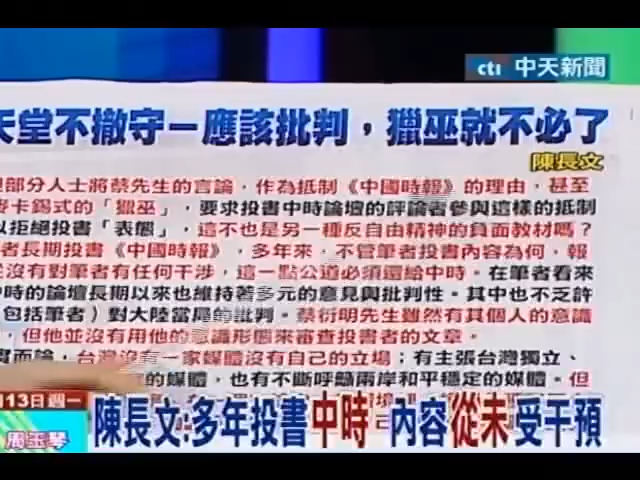 cti 中天新聞
天堂不撤守－應該批判，獵巫就不必了
陳長文
部分人士將蔡先生的言論，作為抵制《中國時報》的理由，甚至
麥卡錫式的「獵巫」，要求投書中時論壇的評論者參與這樣的抵制
以拒絕投書「表態」，這不也是另一種反自由精神的負面教材嗎？
者長期投書《中國時報》，多年來，不管筆者投書內容為何，報
從沒有對筆者有任何干涉，這一點公道必須還給中時。在筆者看來
中時的論壇長期以來也維持著多元的意見與批判性。其中也不乏許
包括筆者）對大陸當局的批判。蔡衍明先生雖然有其個人的意識
但他並沒有用他的意識形態來審查投書者的文章。
實而論，台灣沒有一家媒體沒有自己的立場；有主張台灣獨立、
的媒體，也有不斷呼籲兩岸和平穩定的媒體。但
月13日週一
陳長文:多年投書中時 內容從未受干預
周玉琴